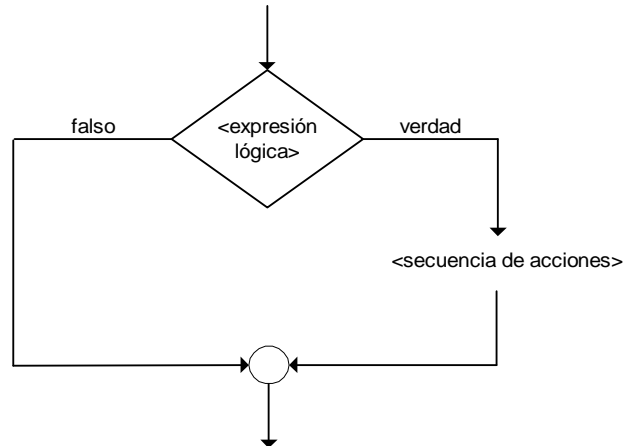 falso
<expresión
lógica>
verdad
<secuencia de acciones>